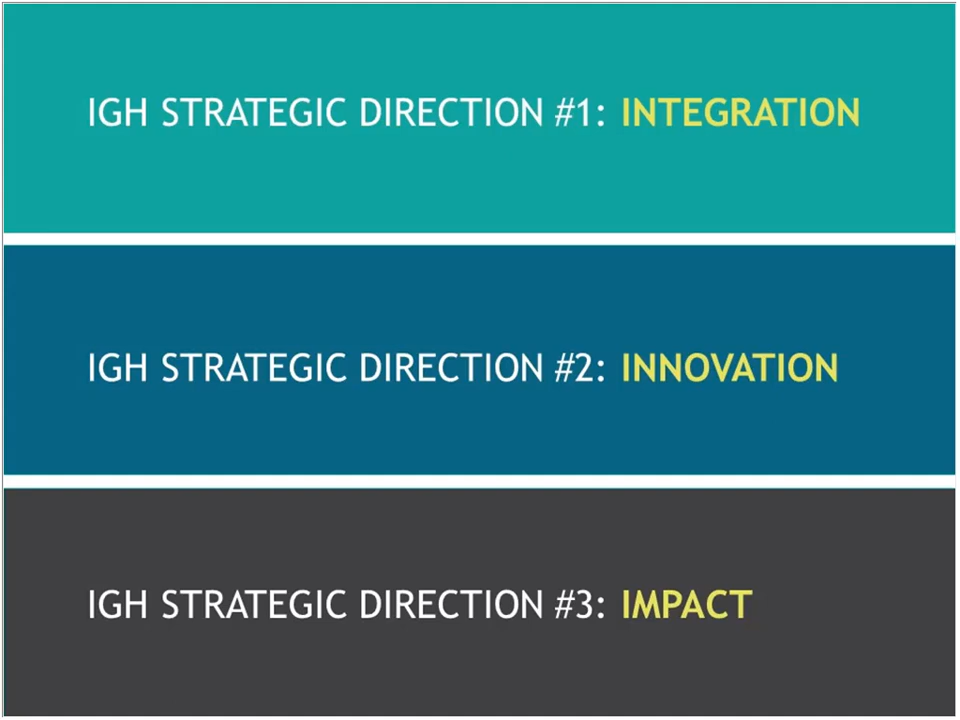 IGH STRATEGIC DIRECTION #1: INTEGRATION
IGH STRATEGIC DIRECTION #2: INNOVATION
IGH STRATEGIC DIRECTION #3: IMPACT